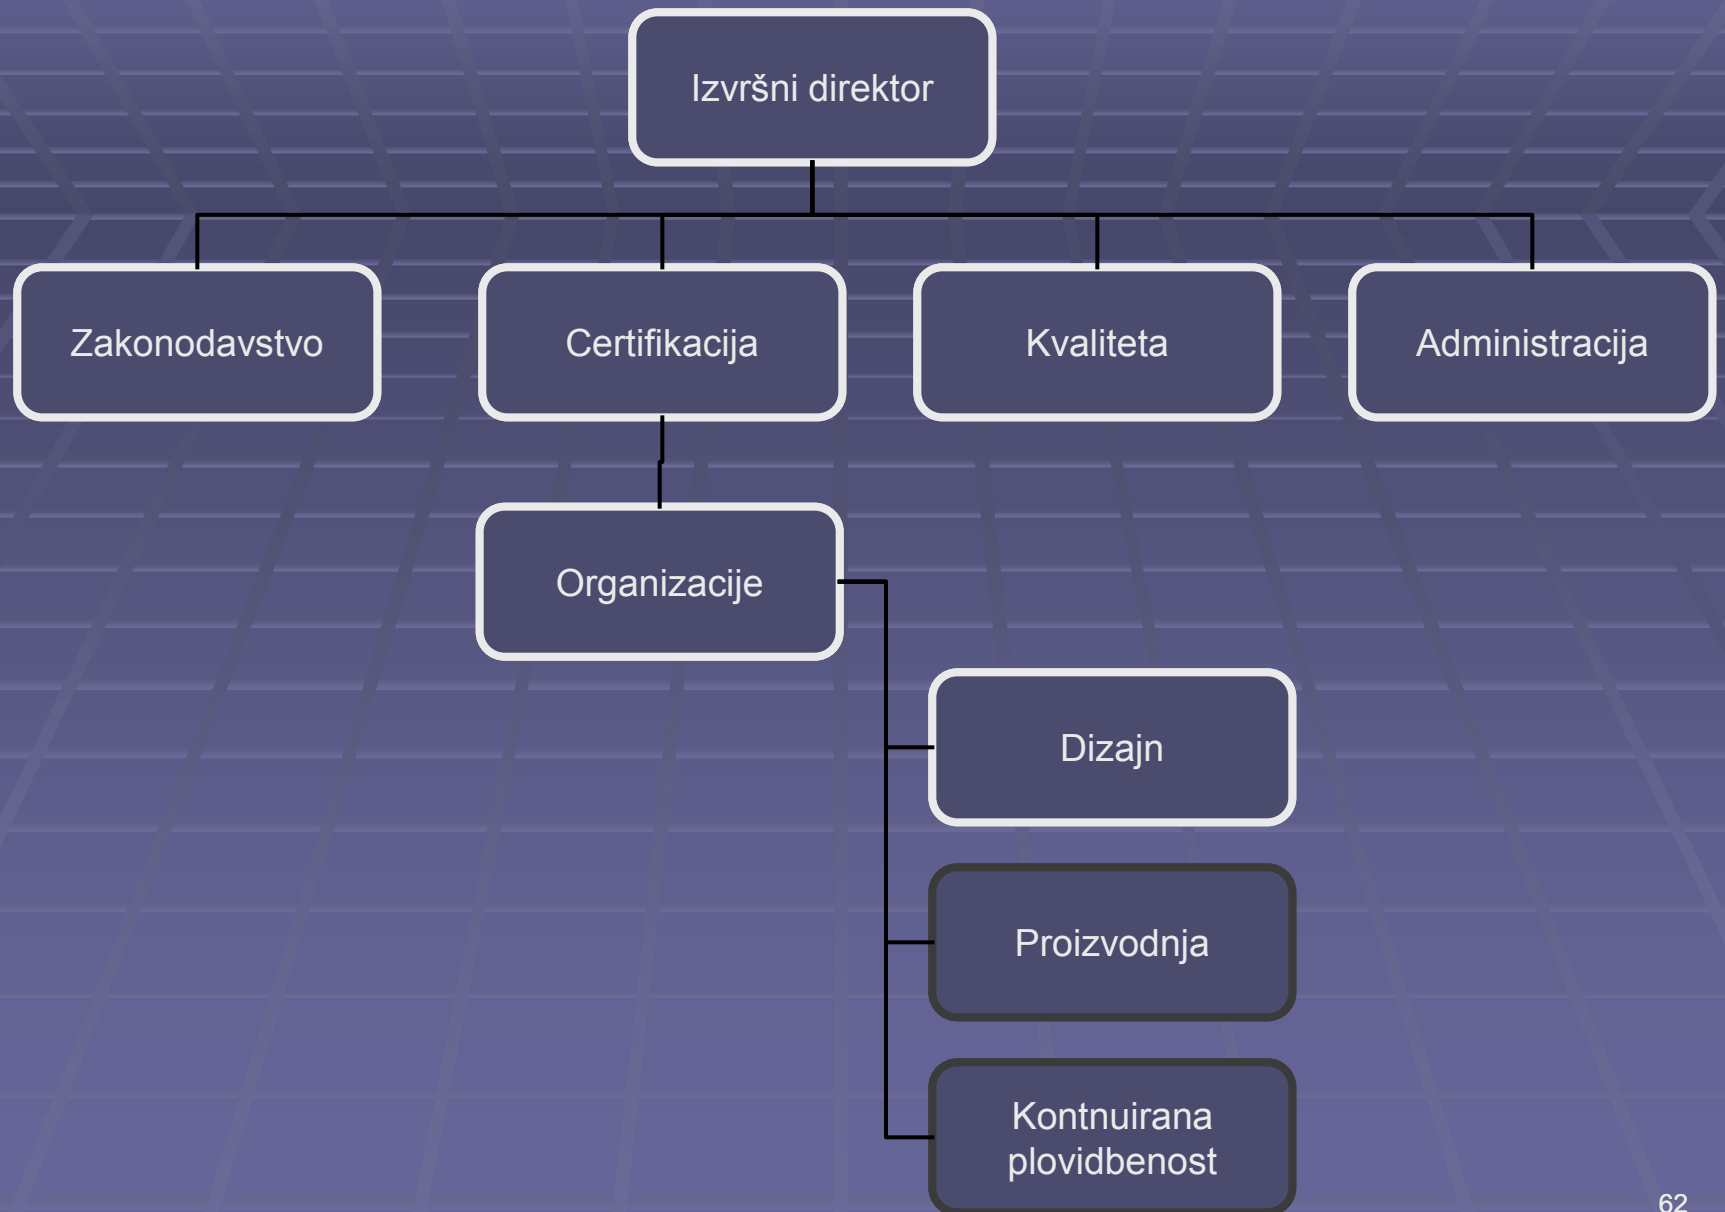 Izvršni direktor
Zakonodavstvo
Certifikacija
Kvaliteta
Administracija
Organizacije
Dizajn
Proizvodnja
Kontnuirana
plovidbenost
62